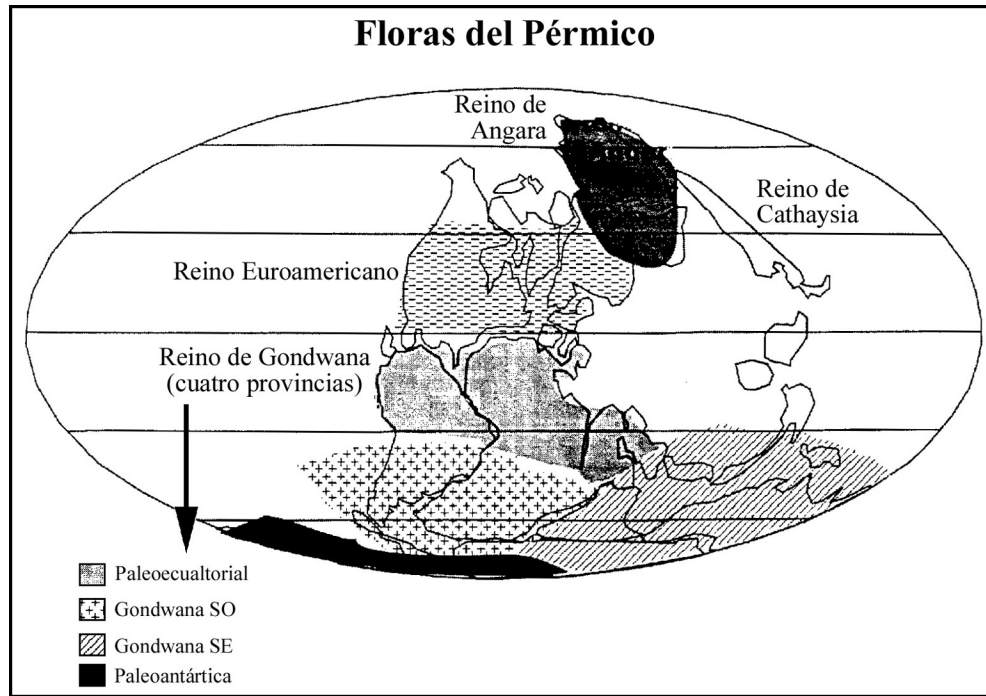 Floras del Pérmico
Reino de
Angara
Reino de
Cathaysia
Reino Euroamericano
Reino de Gondwana
(cuatro provincias)
Paleoecualtorial
Gondwana SO
Gondwana SE
Paleoantártica